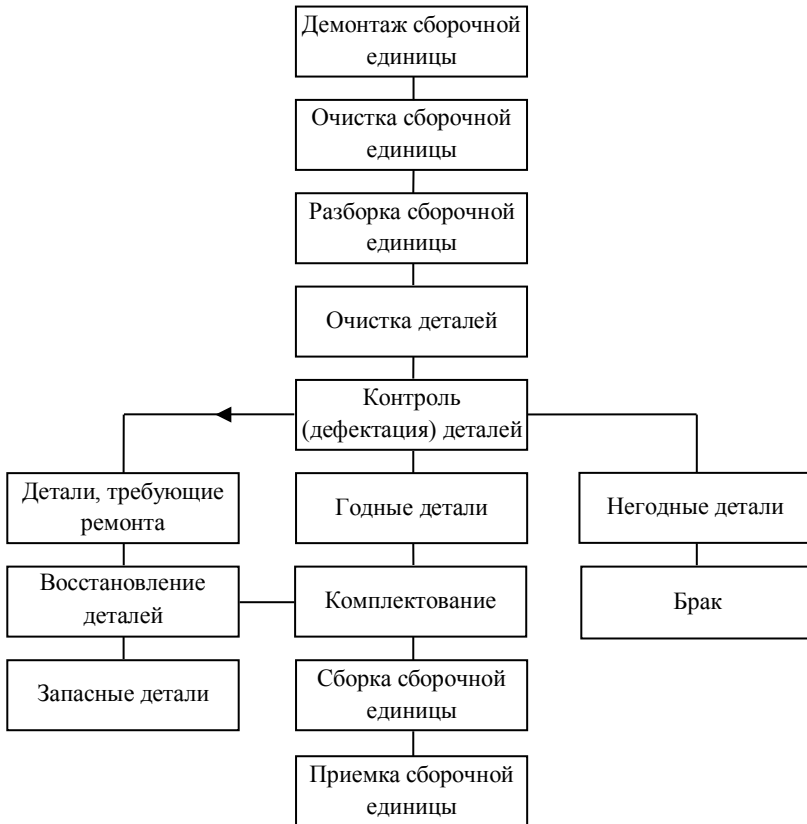 Демонтаж сборочной
единицы
Очистка сборочной
единицы
Разборка сборочной
единицы
Очистка деталей
Контроль
(дефектация) деталей
Детали, требующие
ремонта
Годные детали
Негодные детали
Восстановление
деталей
Комплектование
Брак
Запасные детали
Сборка сборочной
единицы
Приемка сборочной
единицы